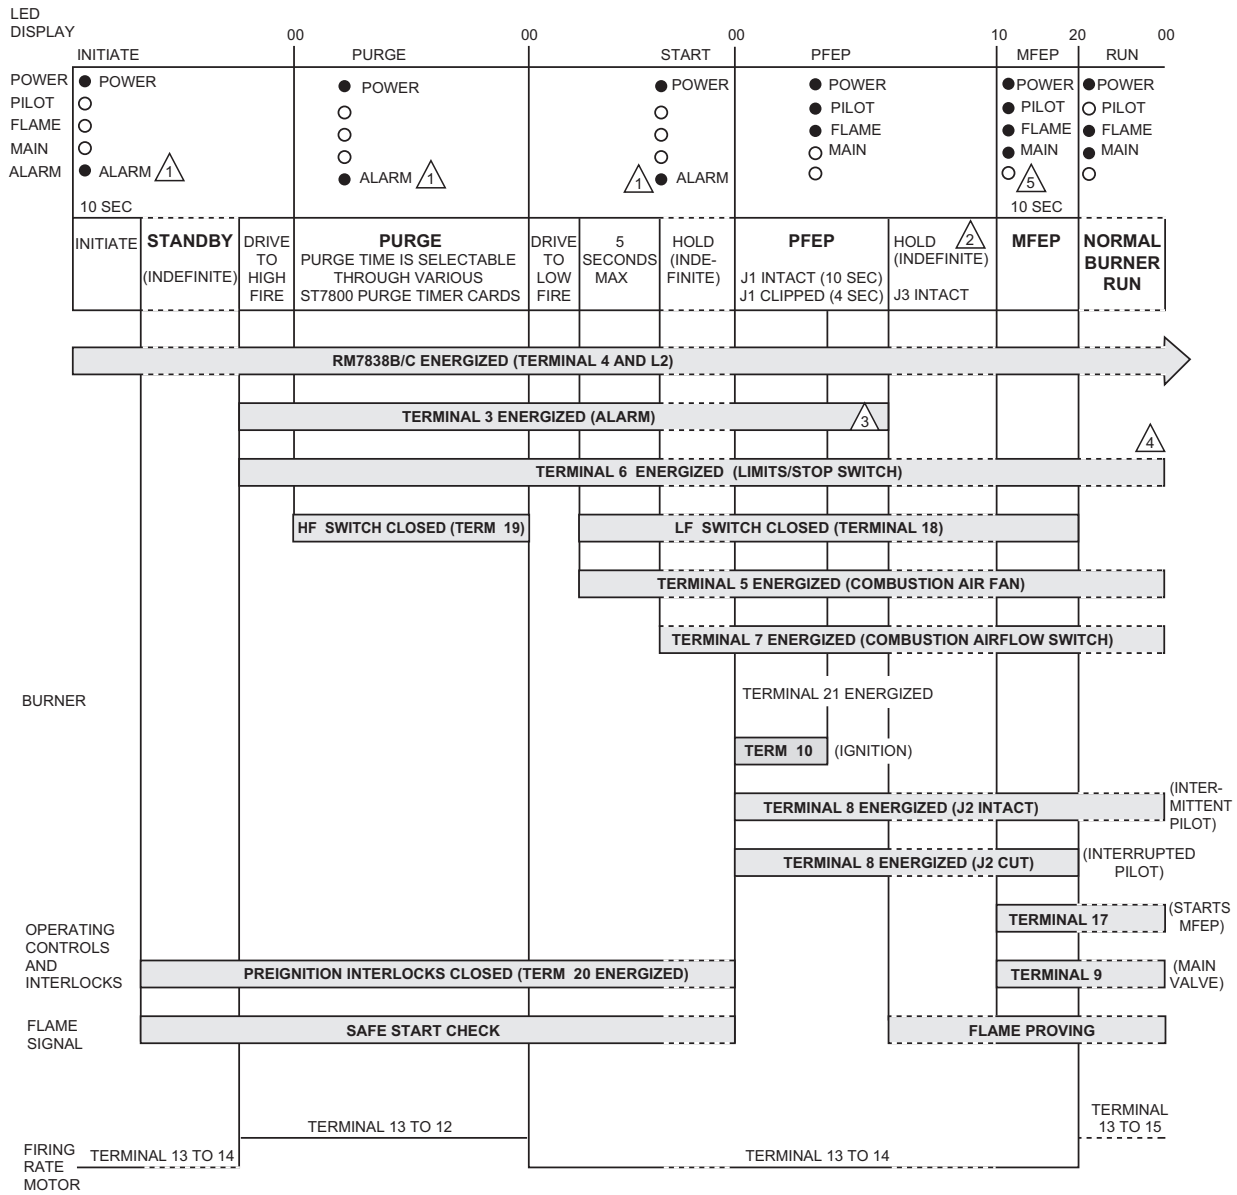 LED
DISPLAY
00 00 00 10 20 00
INITIATE PURGE START PFEP MFEP RUN
POWER
PILOT
FLAME
MAIN
ALARM
POWER
ALARM 1
10 SEC
POWER
ALARM 1
POWER
1 ALARM
POWER
PILOT
FLAME
MAIN
POWER
PILOT
FLAME
MAIN
5
10 SEC
POWER
PILOT
FLAME
MAIN
INITIATE
STANDBY
(INDEFINITE)
DRIVE
TO
HIGH
FIRE
PURGE
PURGE TIME IS SELECTABLE
THROUGH VARIOUS
ST7800 PURGE TIMER CARDS
DRIVE
TO
LOW
FIRE
5
SECONDS
MAX
HOLD
(INDE-
FINITE)
PFEP
J1 INTACT (10 SEC)
J1 CLIPPED (4 SEC)
HOLD 2
(INDEFINITE)
J3 INTACT
MFEP
NORMAL
BURNER
RUN
RM7838B/C ENERGIZED (TERMINAL 4 AND L2)
TERMINAL 3 ENERGIZED (ALARM) 3
4
TERMINAL 6 ENERGIZED (LIMITS/STOP SWITCH)
HF SWITCH CLOSED (TERM 19) LF SWITCH CLOSED (TERMINAL 18)
TERMINAL 5 ENERGIZED (COMBUSTION AIR FAN)
TERMINAL 7 ENERGIZED (COMBUSTION AIRFLOW SWITCH)
BURNER
TERMINAL 21 ENERGIZED
TERM 10 (IGNITION)
TERMINAL 8 ENERGIZED (J2 INTACT)
(INTER-
MITTENT
PILOT)
TERMINAL 8 ENERGIZED (J2 CUT)
(INTERRUPTED
PILOT)
TERMINAL 17
(STARTS
MFEP)
OPERATING
CONTROLS
AND
INTERLOCKS
PREIGNITION INTERLOCKS CLOSED (TERM 20 ENERGIZED)
TERMINAL 9
(MAIN
VALVE)
FLAME
SIGNAL
SAFE START CHECK
FLAME PROVING
TERMINAL 13 TO 12
TERMINAL
13 TO 15
FIRING
RATE
MOTOR
TERMINAL 13 TO 14
TERMINAL 13 TO 14